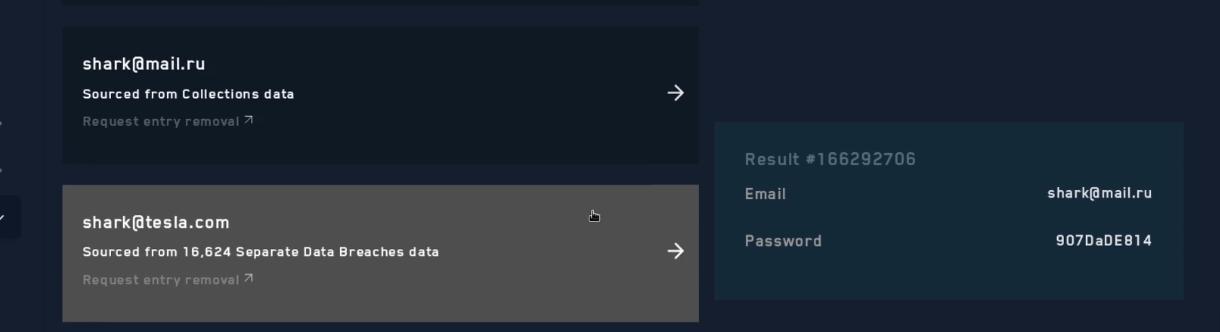 shark@mail.ru
Sourced from Collections data
Request entry removal
shark@tesla.com
Sourced from 16,624 Separate Data Breaches data
Request entry removal
Result #166292706
Email shark@mail.ru
Password 907DaDE814